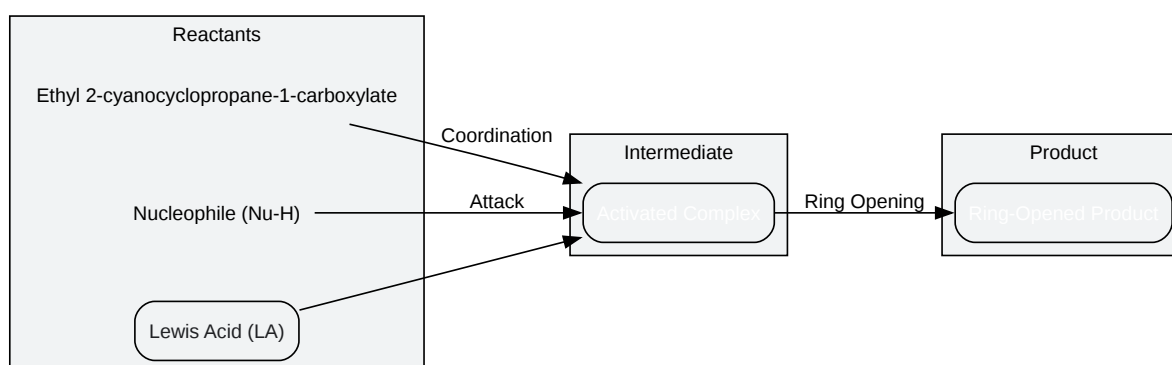 Reactants
Ethyl 2-cyanocyclopropane-1-carboxylate
Coordination
Nucleophile (Nu-H)
Attack
Lewis Acid (LA)
Intermediate
Activated Complex
Ring Opening
Product
Ring-Opened Product